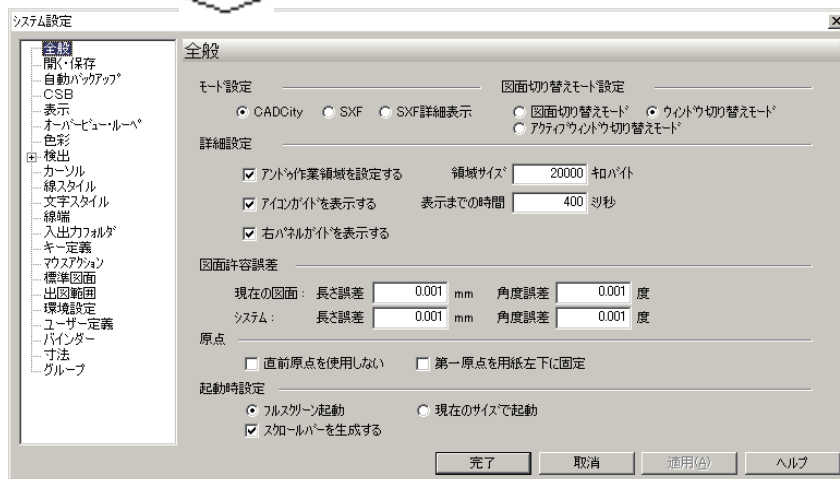 システム設定
全般
開く・保存
自動バックアップ
CSB
表示
オーバービュー・ルーペ
色彩
検出
カーソル
線スタイル
文字スタイル
線端
入出力フォルダ
キー定義
マウスアクション
標準図面
出図範囲
環境設定
ユーザー定義
バインダー
寸法
グループ
全般
モード設定
CADCity SXF SXF詳細表示
図面切り替えモード設定
図面切り替えモード ウィンドウ切り替えモード
アクティブウィンドウ切り替えモード
詳細設定
アンドゥ作業領域を設定する 領域サイズ 20000 キロバイト
アイコンガイドを表示する 表示までの時間 400 ミリ秒
右パネルガイドを表示する
図面許容誤差
現在の図面: 長さ誤差 0.001 mm 角度誤差 0.001 度
システム: 長さ誤差 0.001 mm 角度誤差 0.001 度
原点
直前原点を使用しない 第一原点を用紙左下に固定
起動時設定
フルスクリーン起動 現在のサイズで起動
スクロールバーを生成する
完了 取消 適用(A) ヘルプ